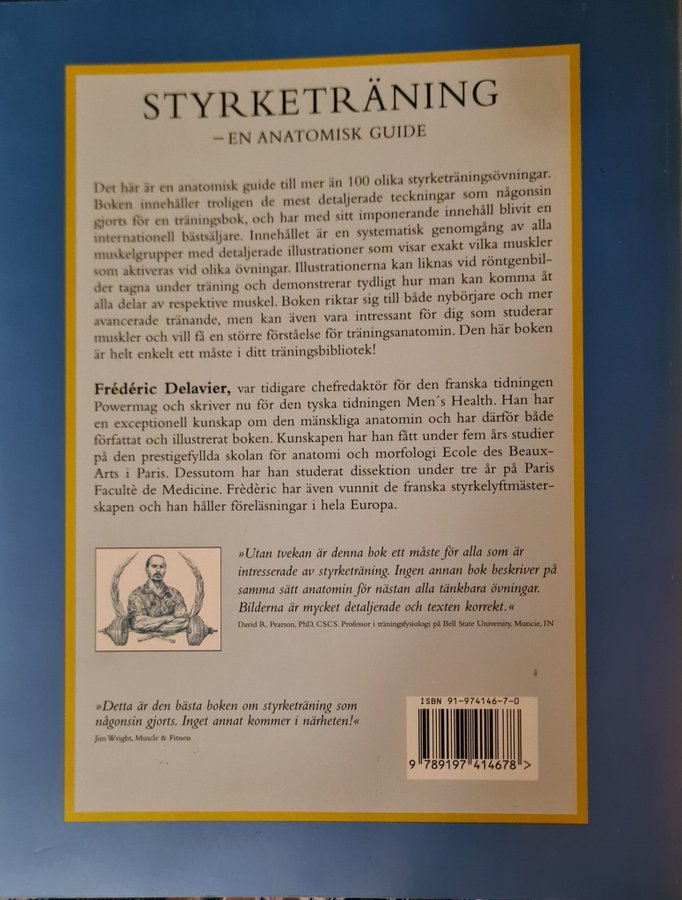 STYRKETRÄNING
– EN ANATOMISK GUIDE
Det här är en anatomisk guide till mer än 100 olika styrketräningsövningar.
Boken innehåller troligen de mest detaljerade teckningar som någonsin
gjorts för en träningsbok, och har med sitt imponerande innehåll blivit en
internationell bästsäljare. Innehållet är en systematisk genomgång av alla
muskelgrupper med detaljerade illustrationer som visar exakt vilka muskler
som aktiveras vid olika övningar. Illustrationerna kan liknas vid röntgenbil-
der tagna under träning och demonstrerar tydligt hur man kan komma åt
alla delar av respektive muskel. Boken riktar sig till både nybörjare och mer
avancerade tränande, men kan även vara intressant för dig som studerar
muskler och vill få en större förståelse för träningsanatomin. Den här boken
är helt enkelt ett måste i ditt träningsbibliotek!
Frédéric Delavier, var tidigare chefredaktör för den franska tidningen
Powermag och skriver nu för den tyska tidningen Men´s Health. Han har
en exceptionell kunskap om den mänskliga anatomin och har därför både
författat och illustrerat boken. Kunskapen har han fått under fem års studier
på den prestigefyllda skolan för anatomi och morfologi Ecole des Beaux-
Arts i Paris. Dessutom har han studerat dissektion under tre år på Paris
Facultè de Medicine. Frèdèric har även vunnit de franska styrkelyftmäster-
skapen och han håller föreläsningar i hela Europa.
»Utan tvekan är denna bok ett måste för alla som är
intresserade av styrketräning. Ingen annan bok beskriver på
samma sätt anatomin för nästan alla tänkbara övningar.
Bilderna är mycket detaljerade och texten korrekt.«
David R. Pearson, PhD, CSCS. Professor i träningsfysiologi på Bell State University, Muncie, IN
»Detta är den bästa boken om styrketräning som
någonsin gjorts. Inget annat kommer i närheten!«
Jim Wright, Muscle & Fitness
ISBN 91-974146-7-0
9 789197 414678 >